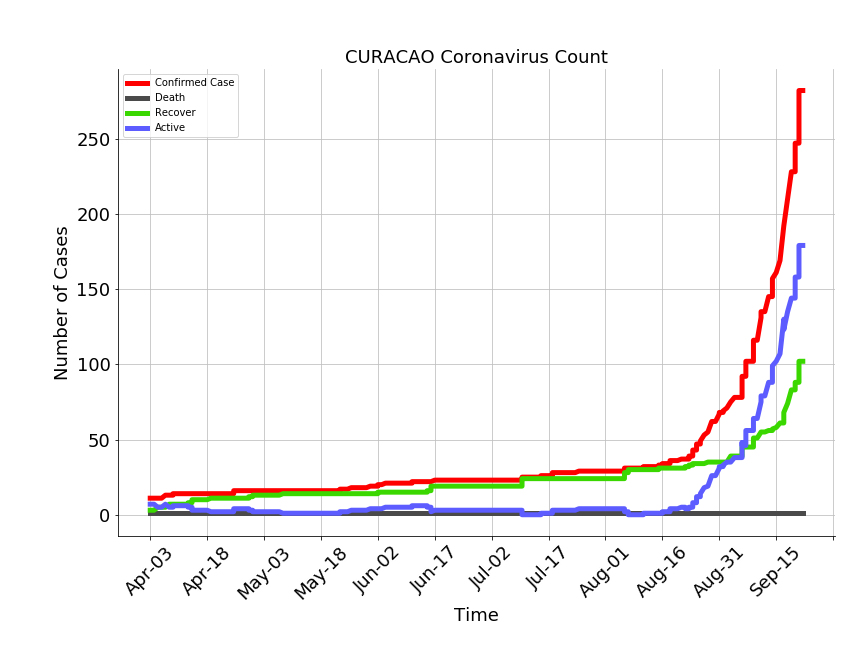 CURACAO Coronavirus Count
Confirmed Case
Death
Recover
Active
Number of Cases
250
200
150
100
50
0
Apr-03
Apr-18
May-03
May-18
Jun-02
Jun-17
Jul-02
Jul-17
Aug-01
Aug-16
Aug-31
Sep-15
Time